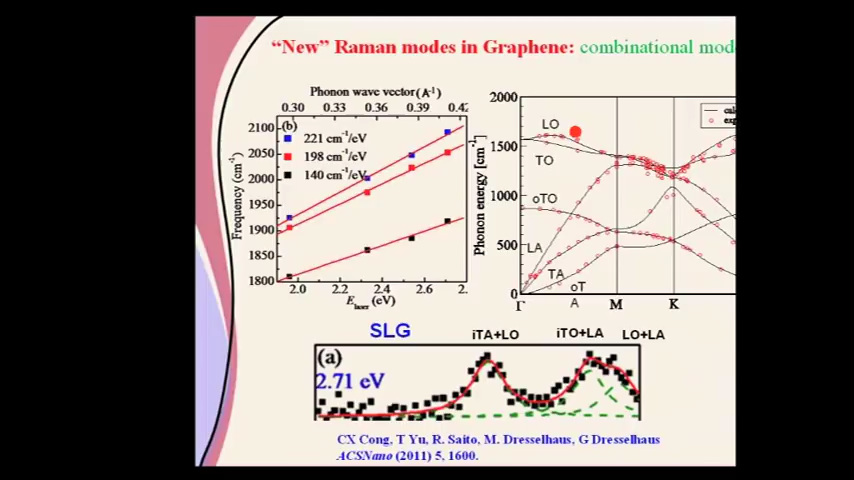 “New” Raman modes in Graphene: combinational mod
Phonon wave vector (A⁻¹)
0.30 0.33 0.36 0.39 0.42
(b)
221 cm⁻¹/eV
198 cm⁻¹/eV
140 cm⁻¹/eV
2100
2050
2000
1950
1900
1850
1800
Frequency (cm⁻¹)
2.0 2.2 2.4 2.6 2.
E laser (eV)
2000
1500
1000
500
0
Phonon energy [cm⁻¹]
LO
TO
oTO
LA
TA
oT
A
Γ M K
calc
exp
SLG
iTA+LO iTO+LA LO+LA
(a)
2.71 eV
CX Cong, T Yu, R. Saito, M. Dresselhaus, G Dresselhaus
ACSNano (2011) 5, 1600.